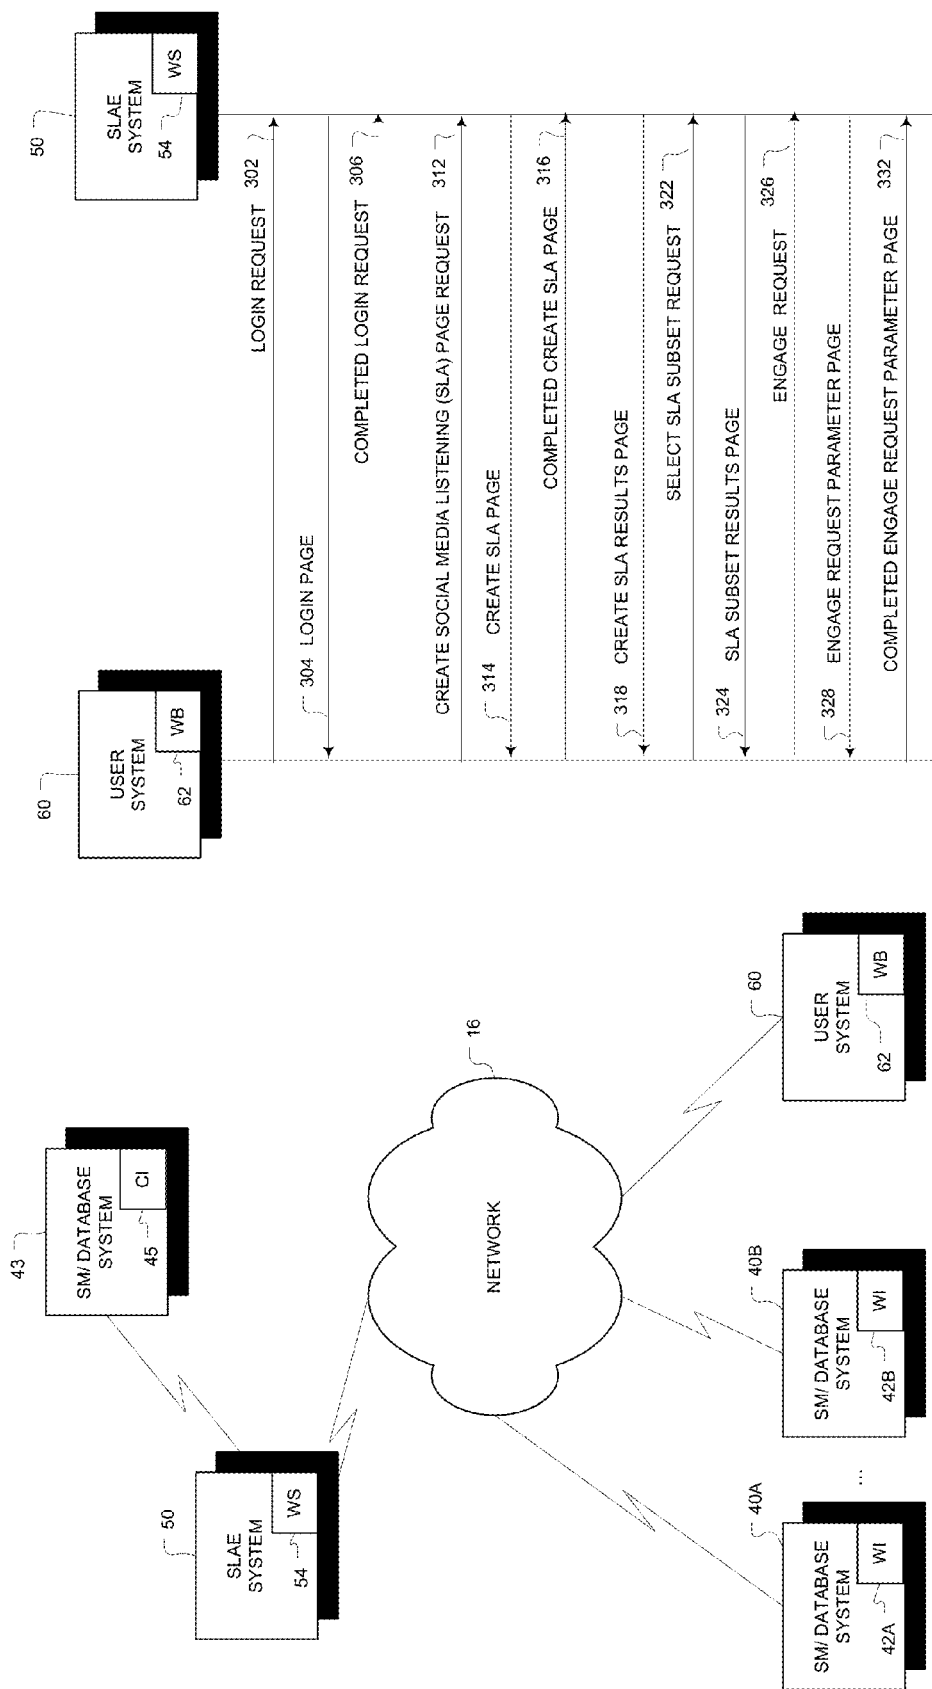 43
SM/ DATABASE
SYSTEM
CI
45
50
SLAE
SYSTEM
WS
54
16
NETWORK
40A
SM/ DATABASE
SYSTEM
WI
42A
...
40B
SM/ DATABASE
SYSTEM
WI
42B
60
USER
SYSTEM
WB
62
60
USER
SYSTEM
WB
62
50
SLAE
SYSTEM
WS
54
LOGIN REQUEST 302
304 LOGIN PAGE
COMPLETED LOGIN REQUEST 306
CREATE SOCIAL MEDIA LISTENING (SLA) PAGE REQUEST 312
314 CREATE SLA PAGE
COMPLETED CREATE SLA PAGE 316
318 CREATE SLA RESULTS PAGE
SELECT SLA SUBSET REQUEST 322
324 SLA SUBSET RESULTS PAGE
ENGAGE REQUEST 326
328 ENGAGE REQUEST PARAMETER PAGE
COMPLETED ENGAGE REQUEST PARAMETER PAGE 332